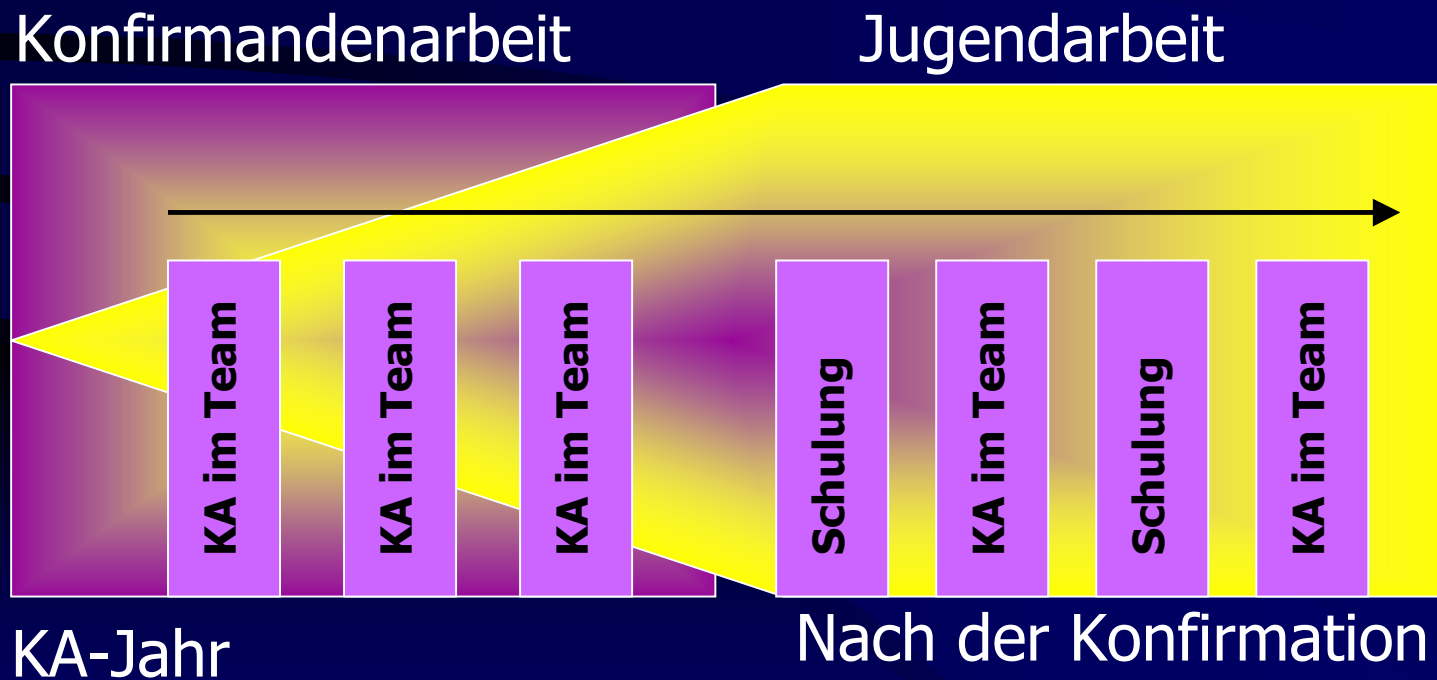 Konfirmandenarbeit
Jugendarbeit
KA im Team
KA im Team
KA im Team
Schulung
KA im Team
Schulung
KA im Team
KA-Jahr
Nach der Konfirmation